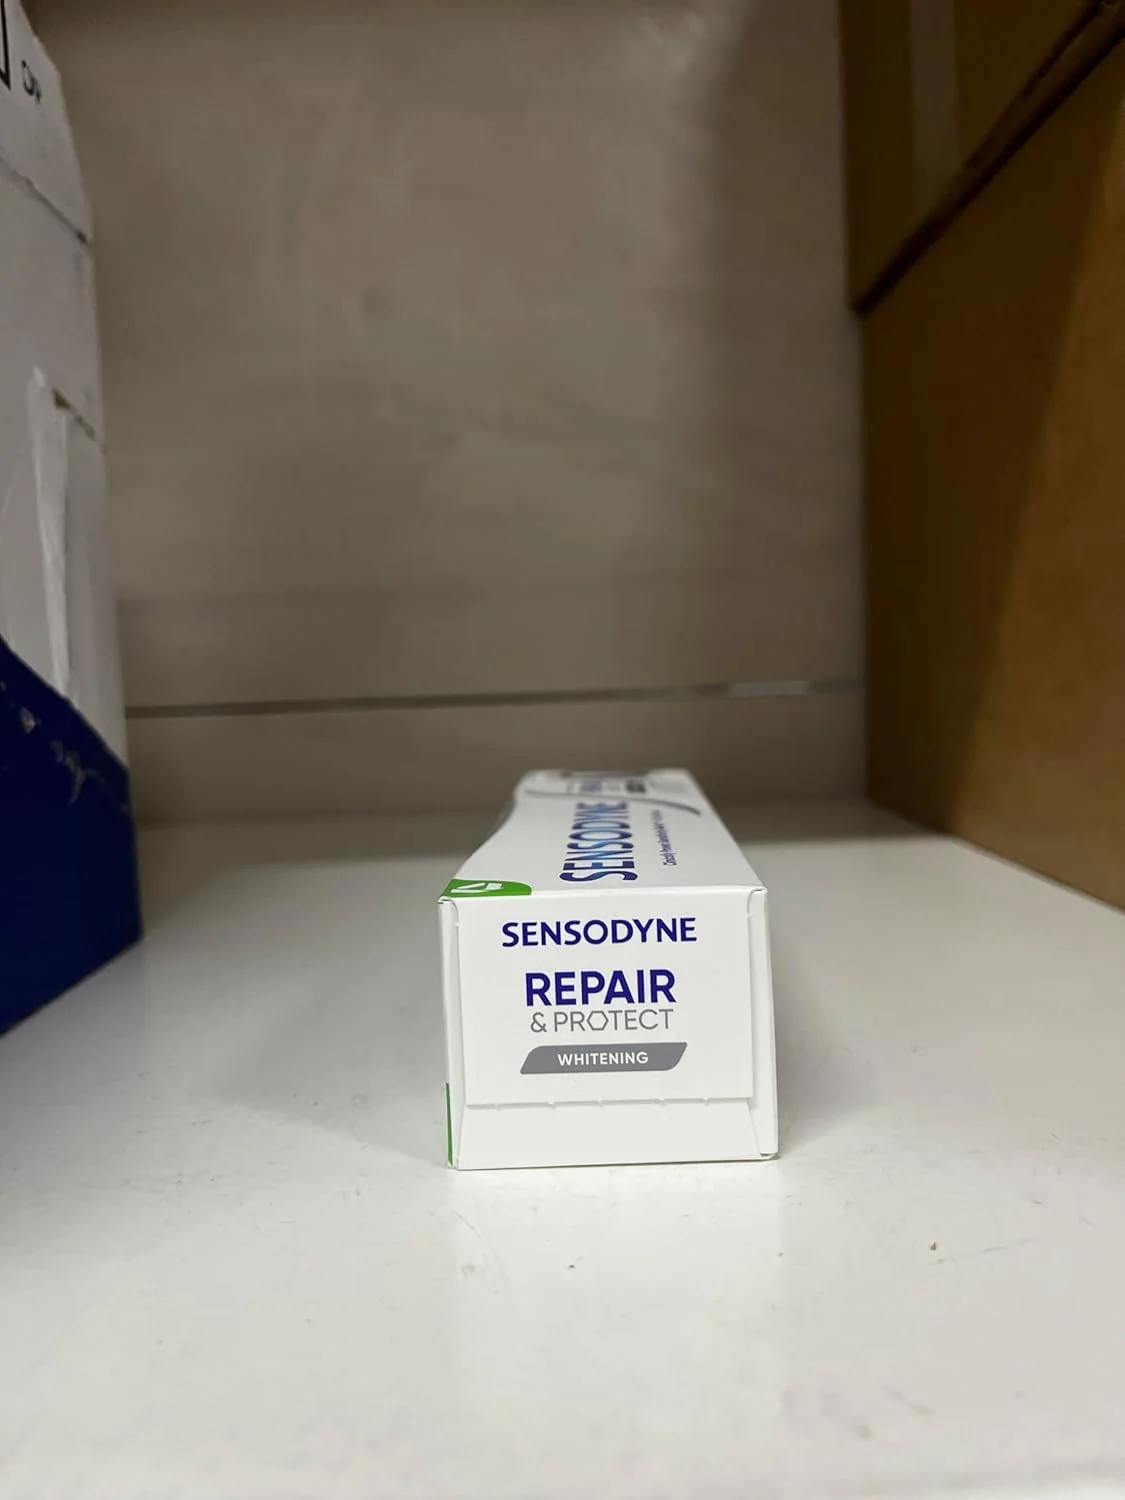 SENSODYNE
SENSODYNE
REPAIR
& PROTECT
WHITENING